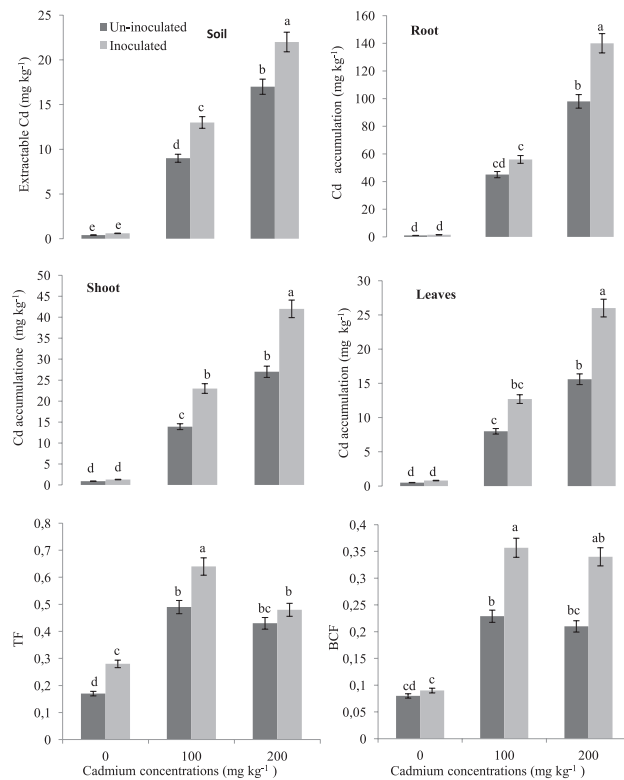 Un-inoculated
Inoculated
Soil
Extractable Cd (mg kg-1)
25
20
15
10
5
0
e
e
d
c
b
a
Root
Cd accumulation (mg kg-1)
160
140
120
100
80
60
40
20
0
d
d
cd
c
b
a
Shoot
Cd accumulatione (mg kg-1)
50
45
40
35
30
25
20
15
10
5
0
d
d
c
b
b
a
Leaves
Cd accumulation (mg kg-1)
30
25
20
15
10
5
0
d
d
c
bc
b
a
TF
0,8
0,7
0,6
0,5
0,4
0,3
0,2
0,1
0
d
c
b
a
bc
b
0
100
200
Cadmium concentrations (mg kg-1 )
BCF
0,4
0,35
0,3
0,25
0,2
0,15
0,1
0,05
0
cd
c
b
a
bc
ab
0
100
200
Cadmium concentrations (mg kg-1 )